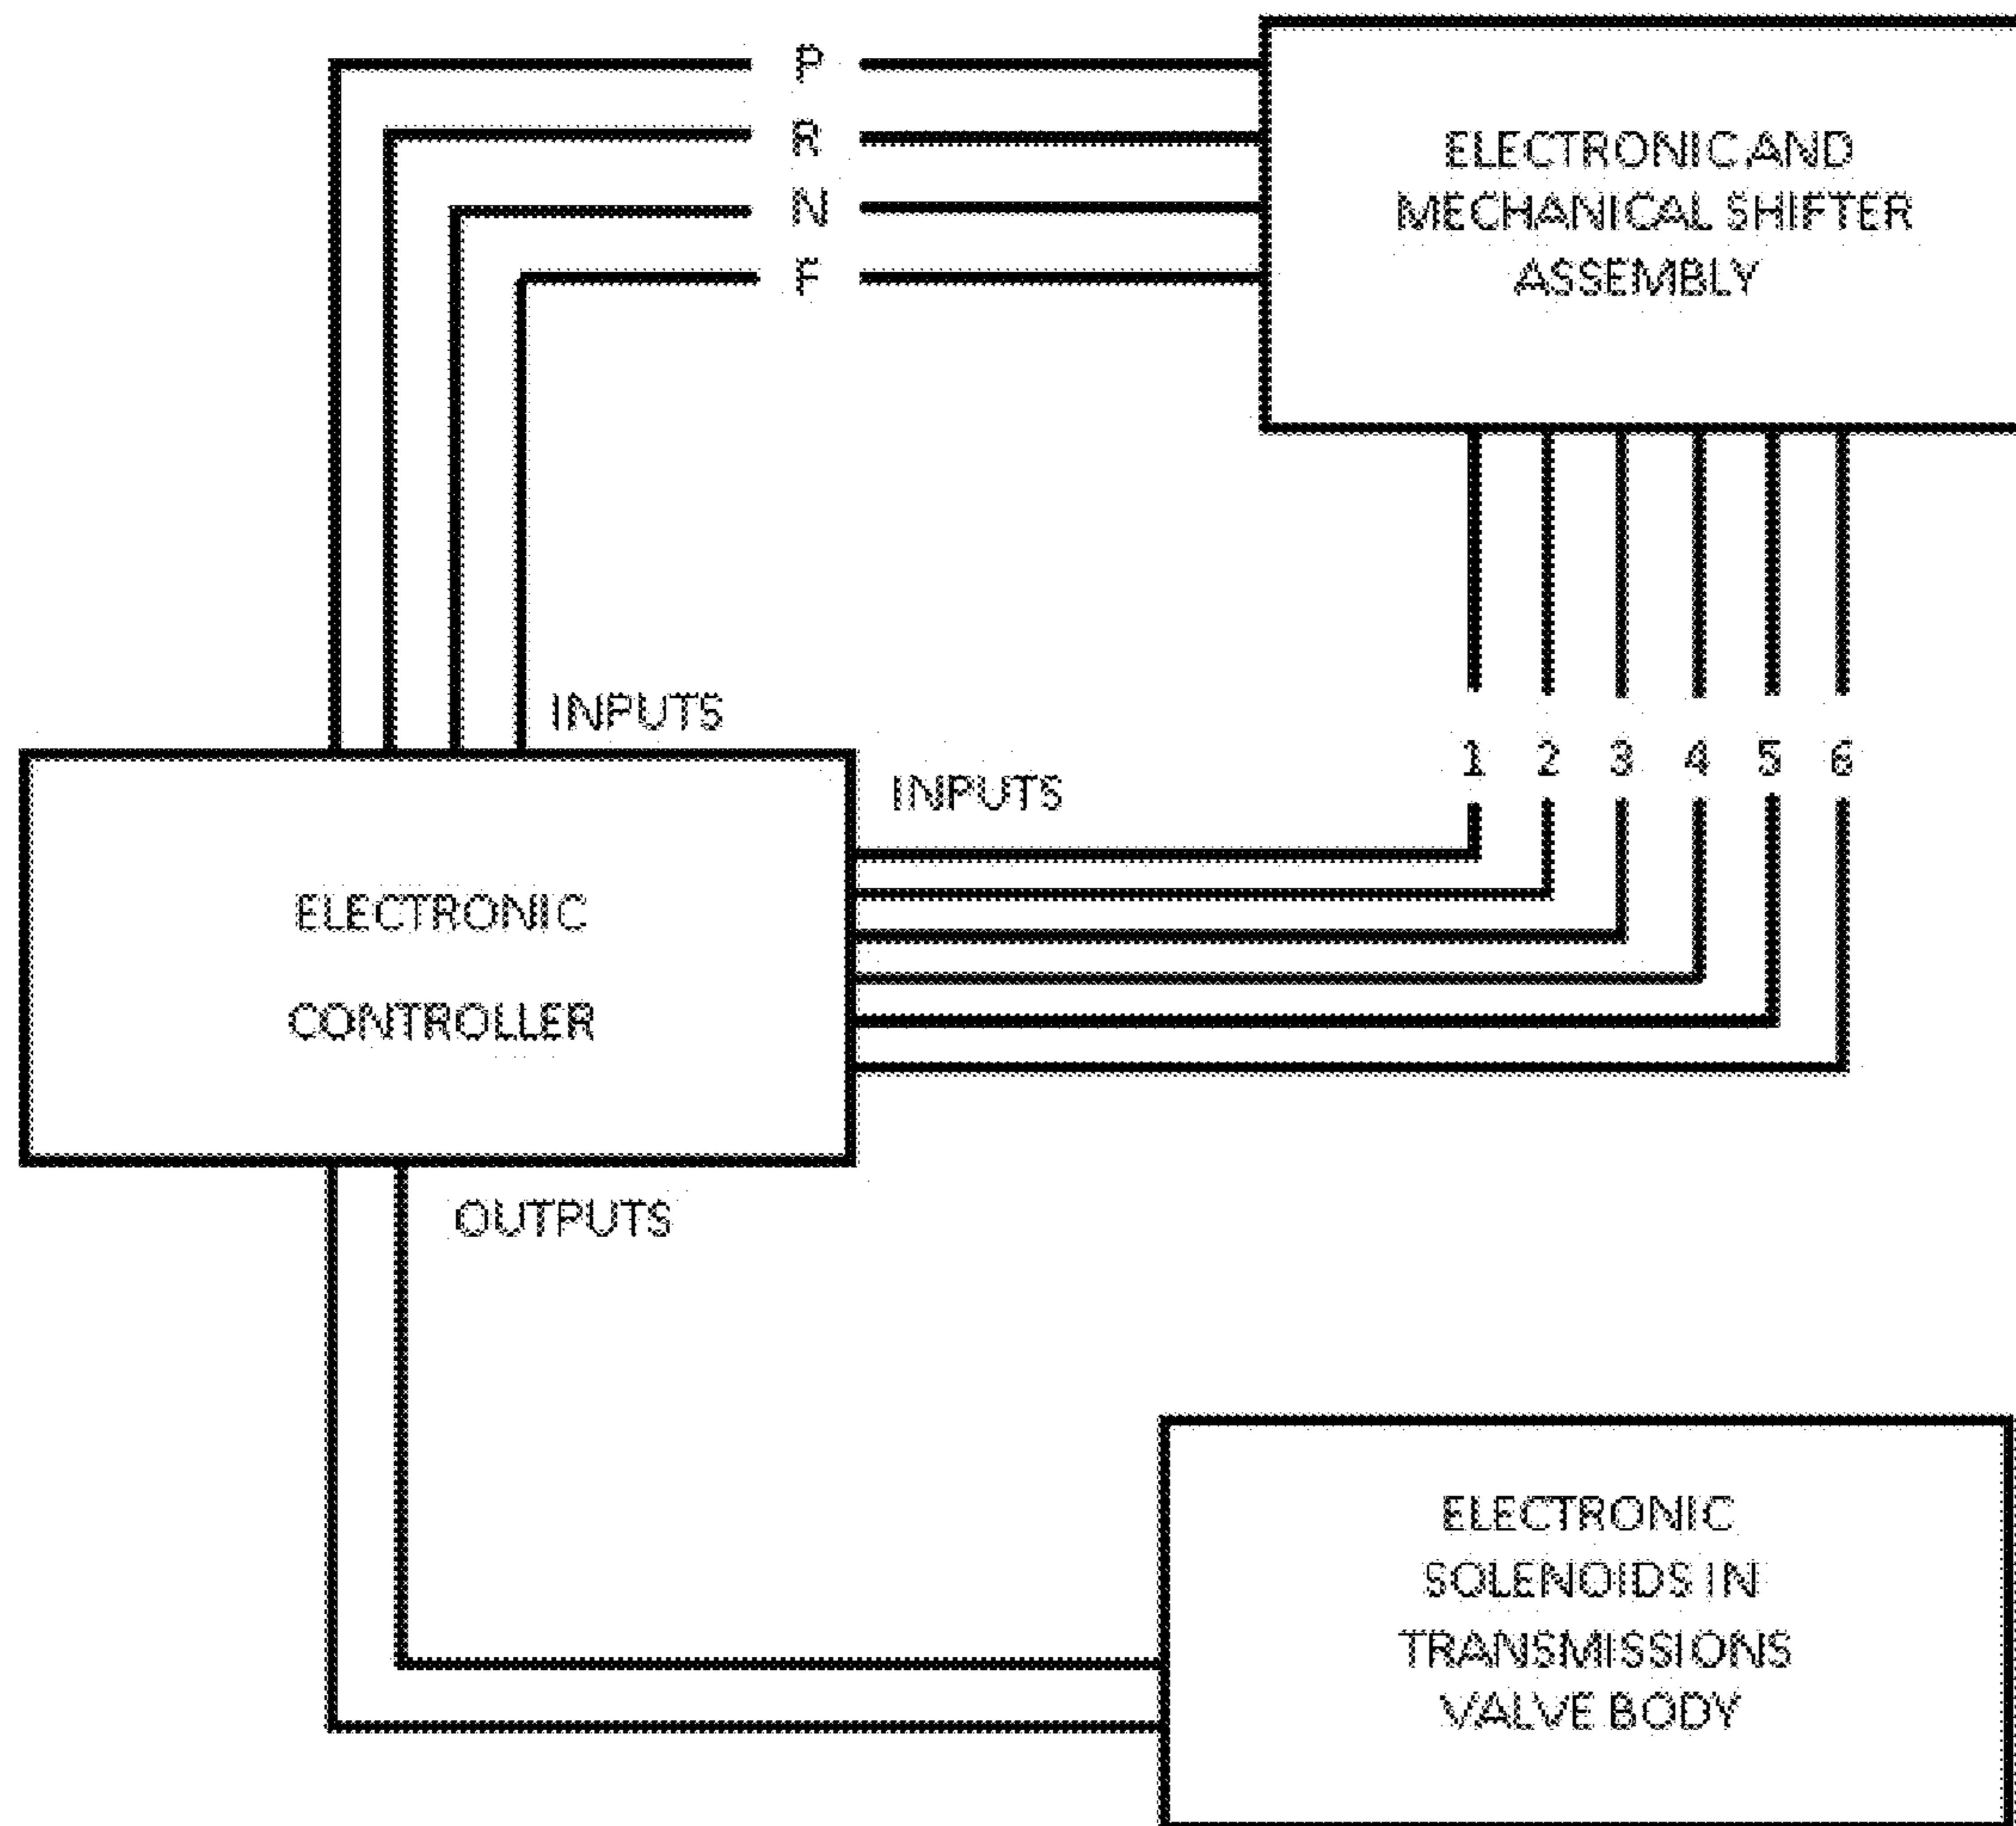 P
R
N
F
ELECTRONIC AND
MECHANICAL SHIFTER
ASSEMBLY
INPUTS
1 2 3 4 5 6
INPUTS
ELECTRONIC
CONTROLLER
OUTPUTS
ELECTRONIC
SOLENOIDS IN
TRANSMISSIONS
VALVE BODY